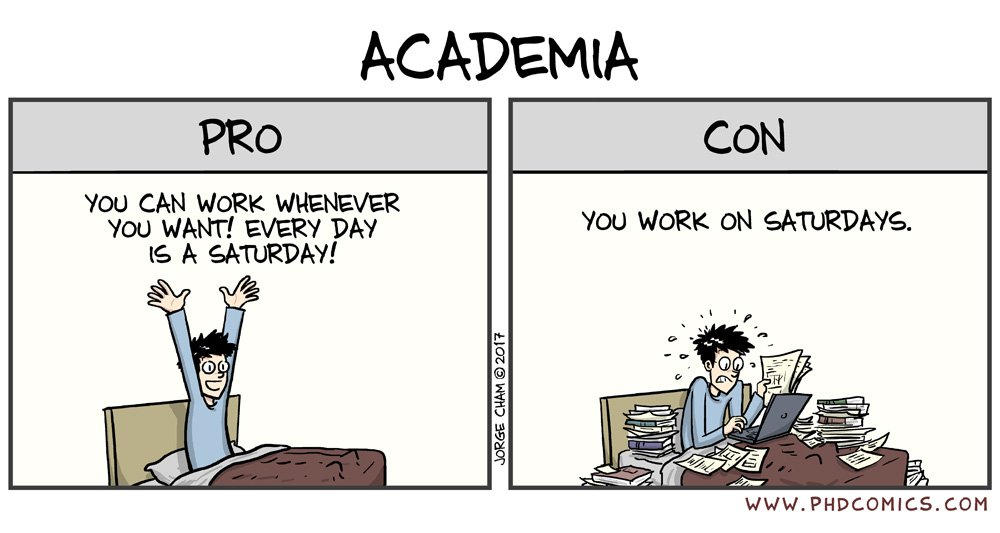 ACADEMIA
PRO
YOU CAN WORK WHENEVER
YOU WANT! EVERY DAY
IS A SATURDAY!
CON
YOU WORK ON SATURDAYS.
JORGE CHAM © 2017
WWW.PHDCOMICS.COM